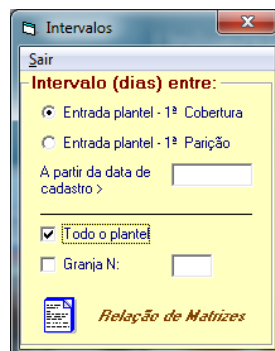 Intervalos
Sair
Intervalo (dias) entre:
Entrada plantel - 1ª Cobertura
Entrada plantel - 1ª Parição
A partir da data de
cadastro >
Todo o plantel
Granja N:
Relação de Matrizes